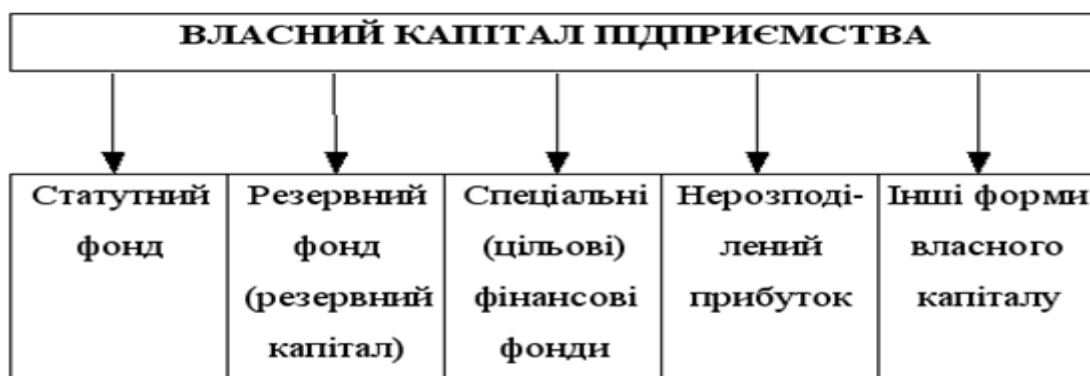 ВЛАСНИЙ КАПІТАЛ ПІДПРИЄМСТВА
Статутний
фонд
Резервний
фонд
(резервний
капітал)
Спеціальні
(цільові)
фінансові
фонди
Нерозподі-
лений
прибуток
Інші форми
власного
капіталу